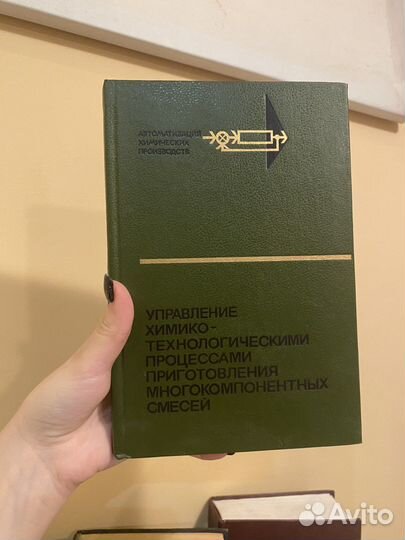 АВТОМАТИЗАЦИЯ
ХИМИЧЕСКИХ
ПРОИЗВОДСТВ
УПРАВЛЕНИЕ
ХИМИКО-
ТЕХНОЛОГИЧЕСКИМИ
ПРОЦЕССАМИ
ПРИГОТОВЛЕНИЯ
МНОГОКОМПОНЕНТНЫХ
СМЕСЕЙ
Avito